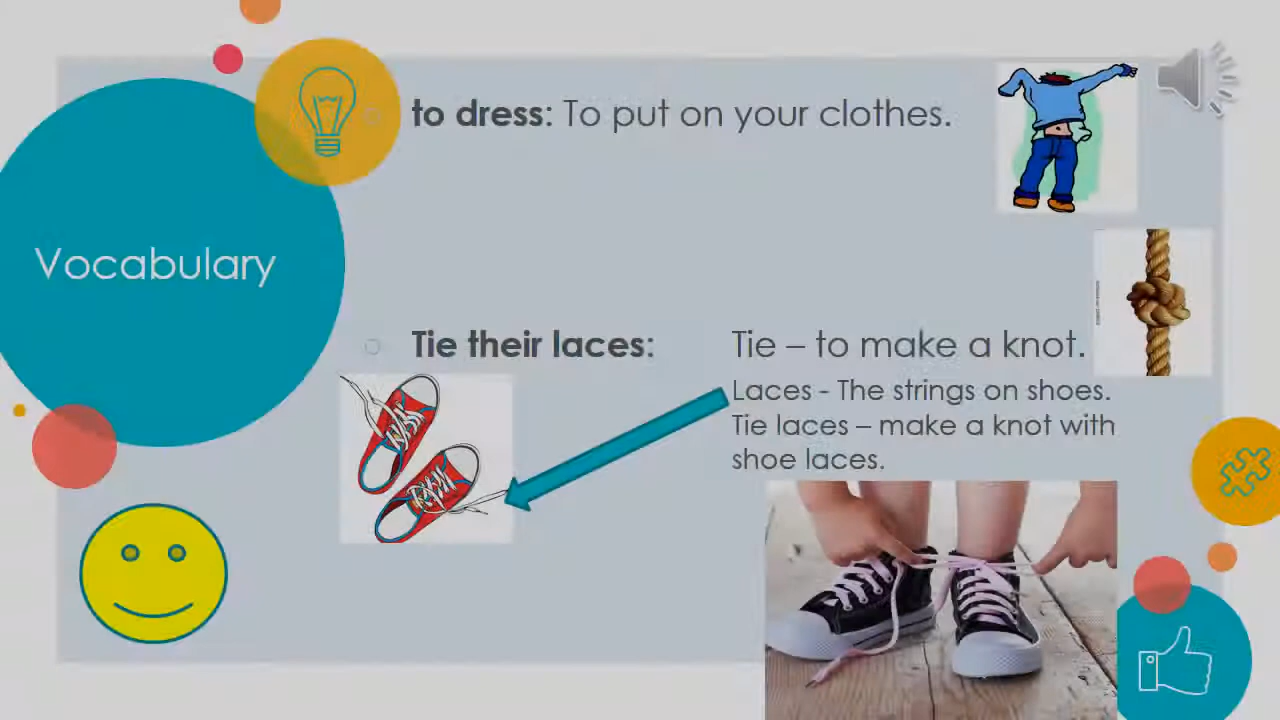 Vocabulary
to dress: To put on your clothes.
Tie their laces: Tie – to make a knot.
Laces - The strings on shoes.
Tie laces – make a knot with
shoe laces.